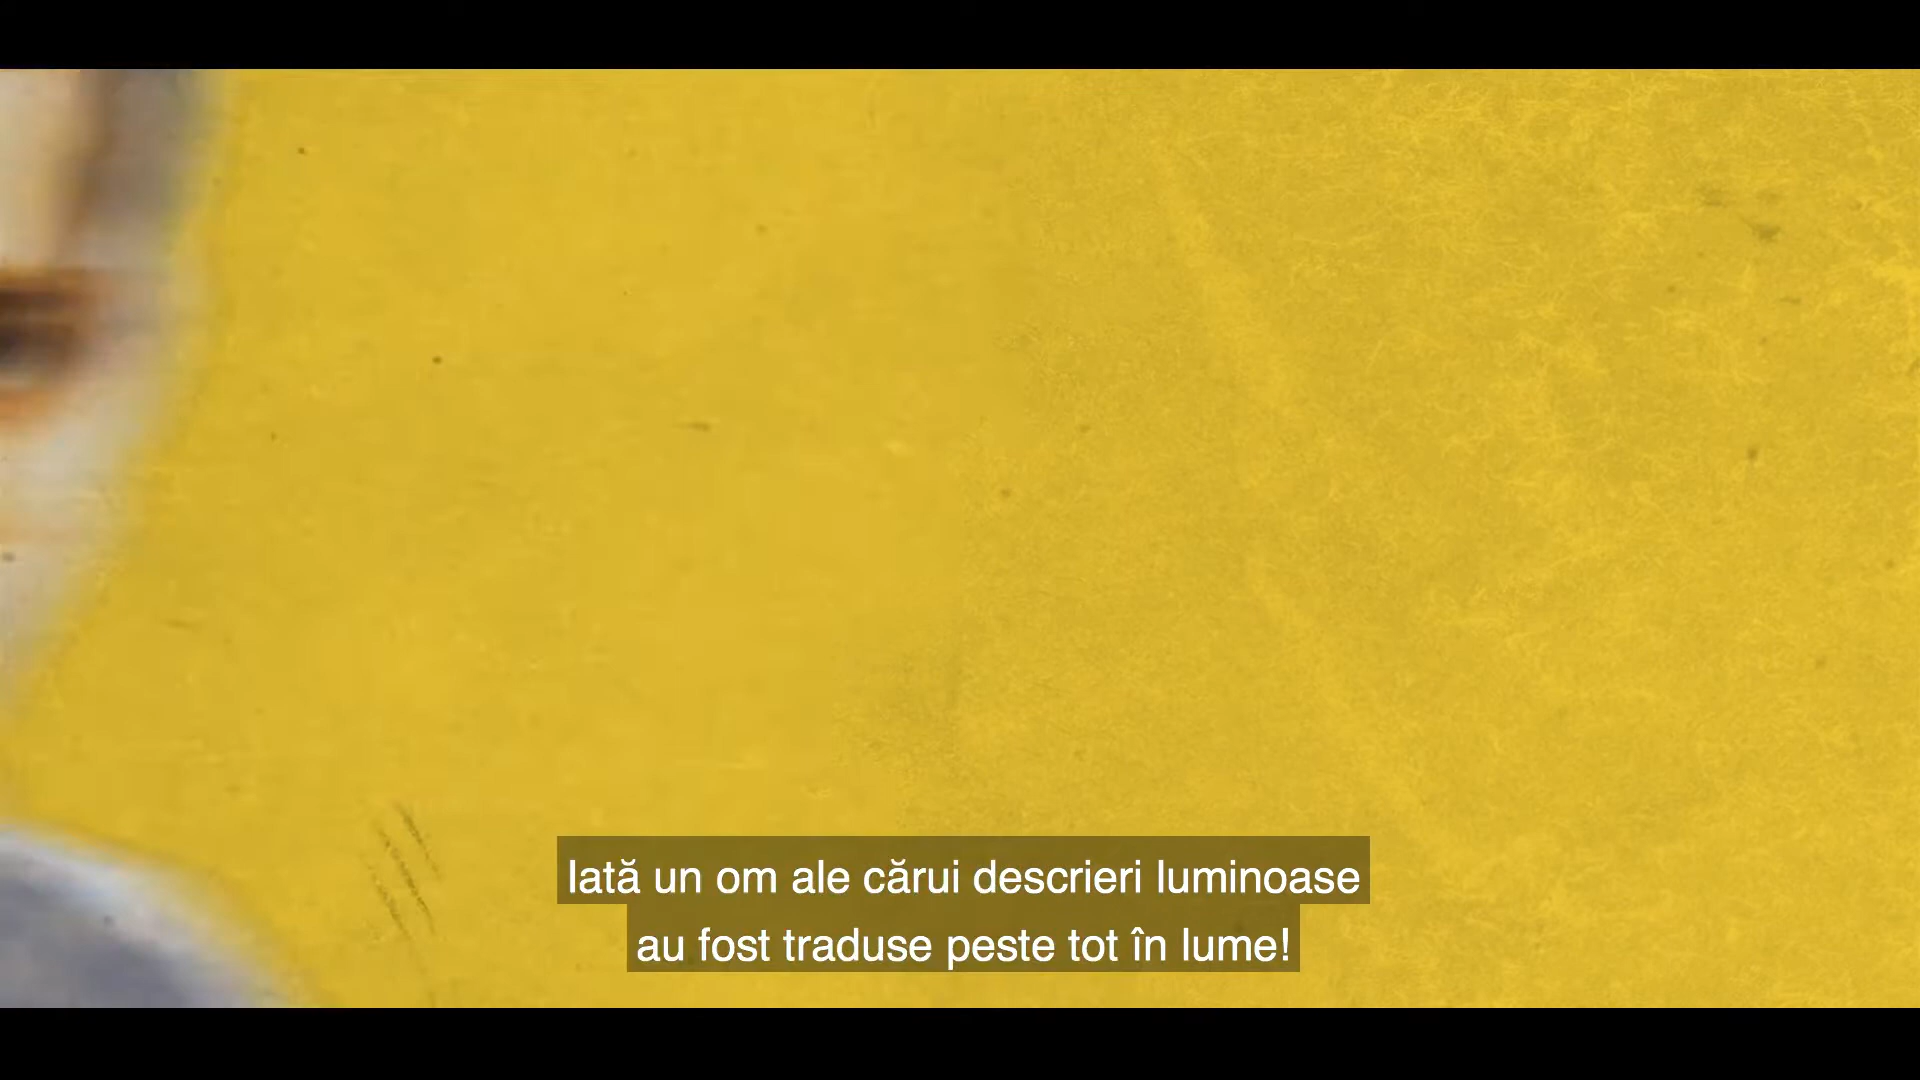 Iată un om ale cărui descrieri luminoase
au fost traduse peste tot în lume!